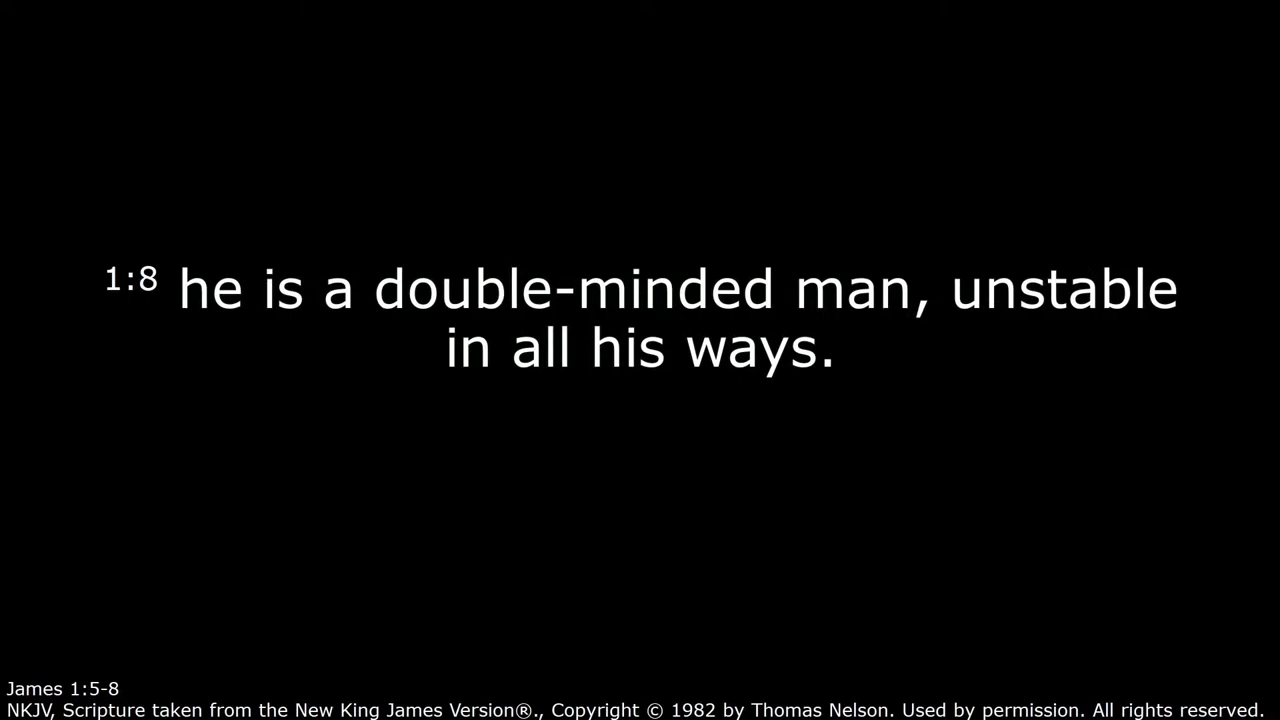 1:8 he is a double-minded man, unstable
in all his ways.
James 1:5-8
NKJV, Scripture taken from the New King James Version®., Copyright © 1982 by Thomas Nelson. Used by permission. All rights reserved.